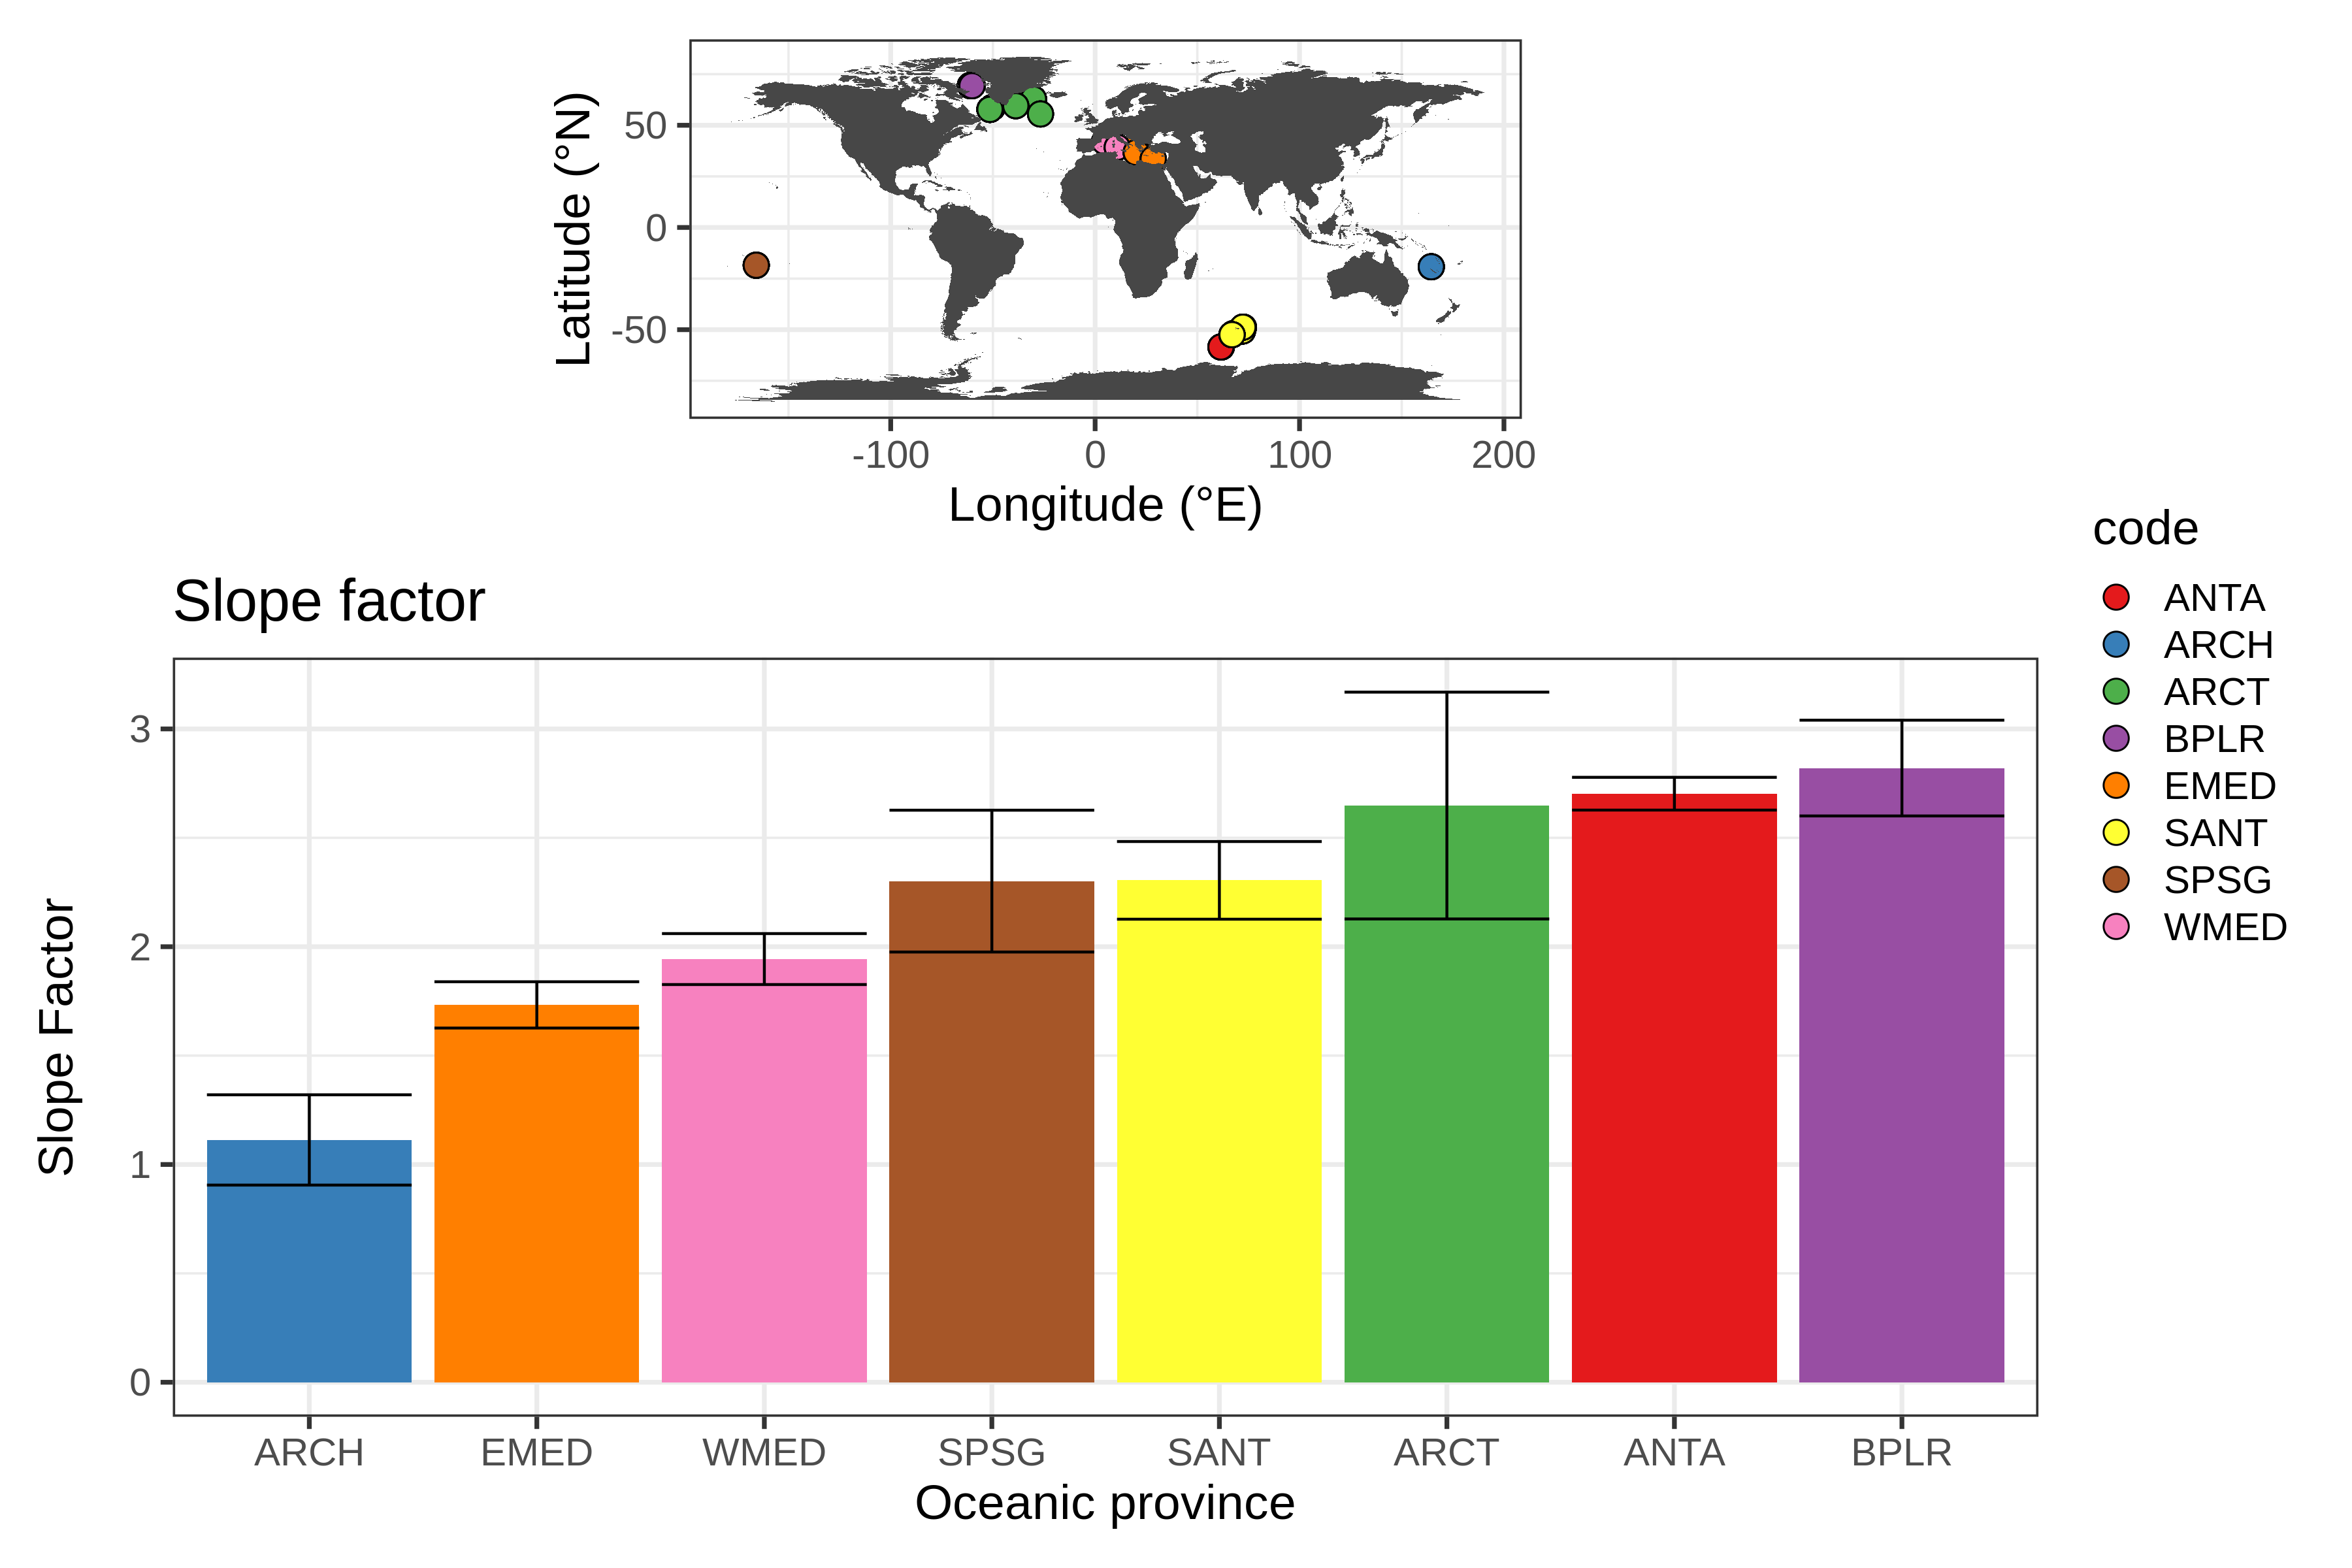 Latitude (°N)
50
0
-50
-100 0 100 200
Longitude (°E)
Slope factor
Slope Factor
3
2
1
0
ARCH EMED WMED SPSG SANT ARCT ANTA BPLR
Oceanic province
code
ANTA
ARCH
ARCT
BPLR
EMED
SANT
SPSG
WMED